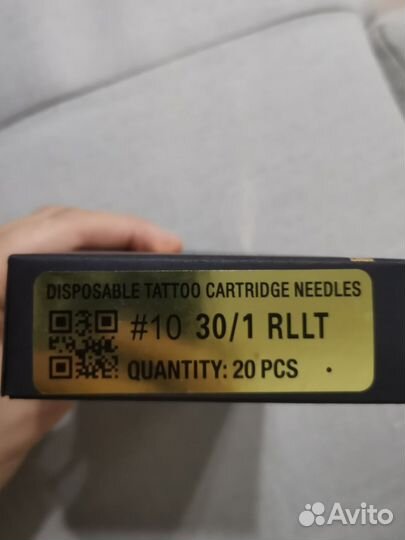 DISPOSABLE TATTOO CARTRIDGE NEEDLES
#10 30/1 RLLT
QUANTITY: 20 PCS
Avito